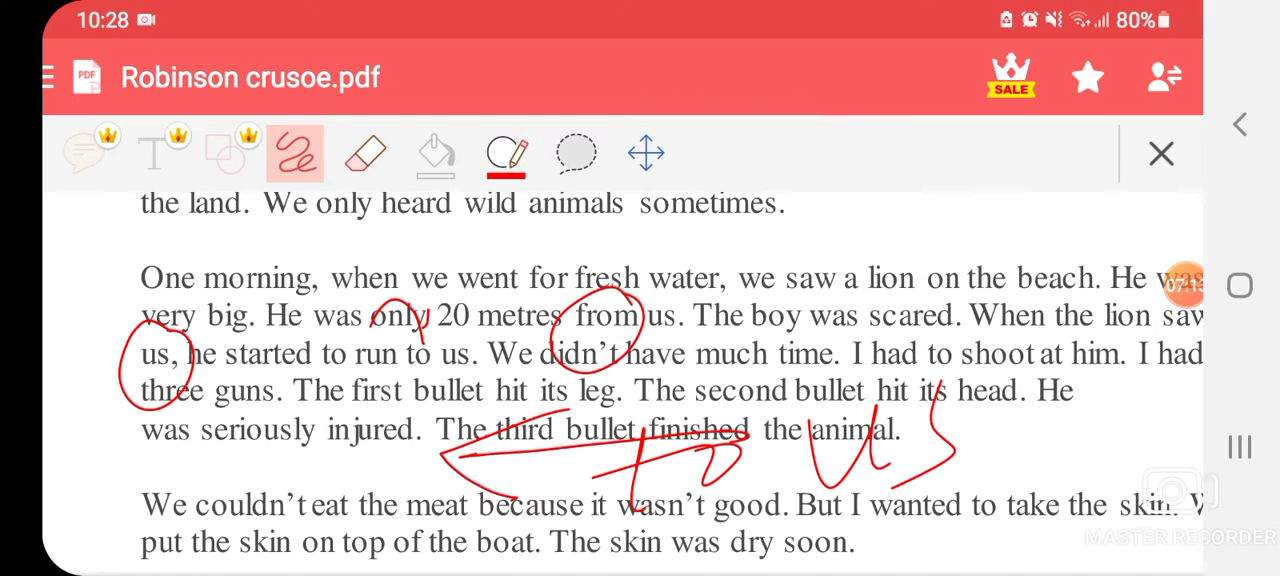 10:28 80%
PDF Robinson crusoe.pdf SALE
T
the land. We only heard wild animals sometimes.
One morning, when we went for fresh water, we saw a lion on the beach. He was
07:13
very big. He was only 20 metres from us. The boy was scared. When the lion saw
us, he started to run to us. We didn't have much time. I had to shoot at him. I had
three guns. The first bullet hit its leg. The second bullet hit its head. He
was seriously injured. The third bullet finished the animal.
to us
We couldn't eat the meat because it wasn't good. But I wanted to take the skin. W
put the skin on top of the boat. The skin was dry soon.
MASTER RECORDER